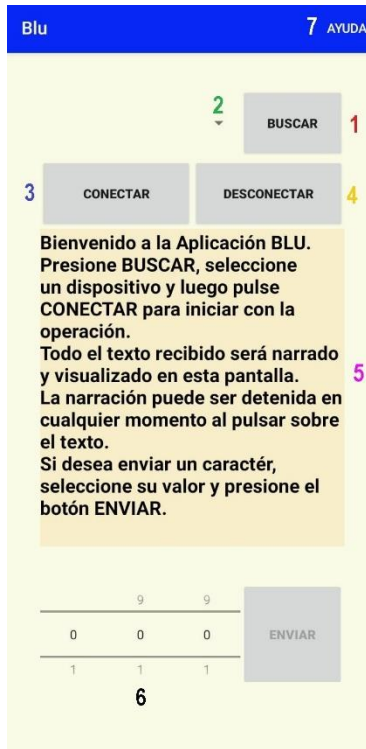 Blu 7 AYUDA
2
BUSCAR 1
3 CONECTAR DESCONECTAR 4
Bienvenido a la Aplicación BLU.
Presione BUSCAR, seleccione
un dispositivo y luego pulse
CONECTAR para iniciar con la
operación.
Todo el texto recibido será narrado
y visualizado en esta pantalla. 5
La narración puede ser detenida en
cualquier momento al pulsar sobre
el texto.
Si desea enviar un caractér,
seleccione su valor y presione el
botón ENVIAR.
9 9
0 0 0 ENVIAR
1 1 1
6